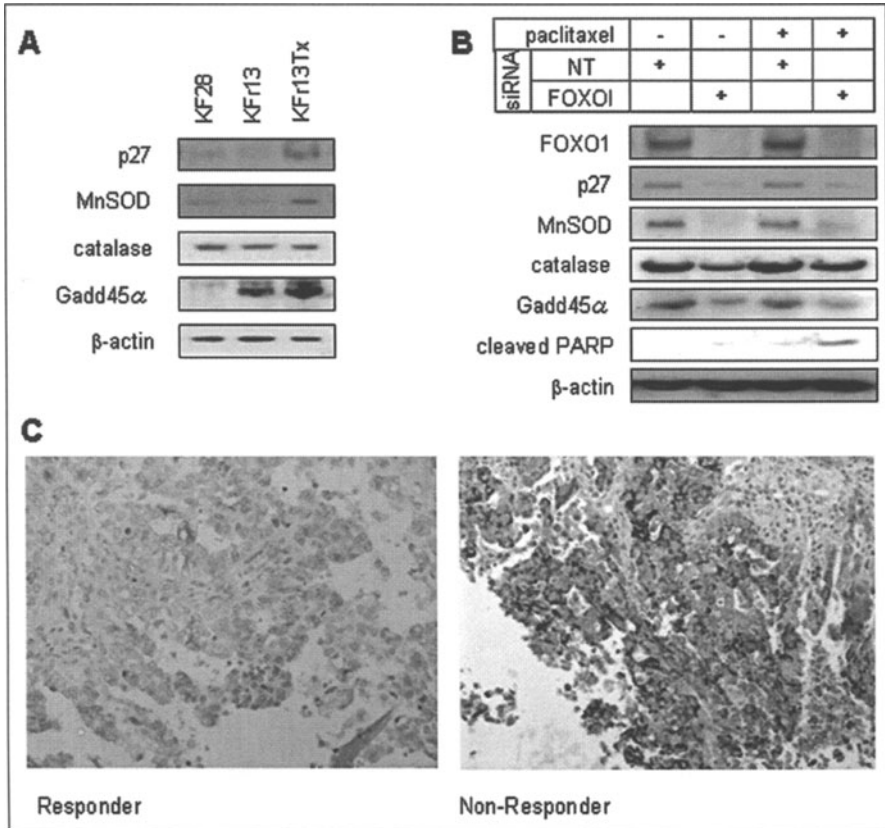 A
KF28
KFr13
KFr13Tx
p27
MnSOD
catalase
Gadd45α
β-actin
B
paclitaxel - - + +
siRNA
NT + +
FOXOI + +
FOXO1
p27
MnSOD
catalase
Gadd45α
cleaved PARP
β-actin
C
Responder
Non-Responder